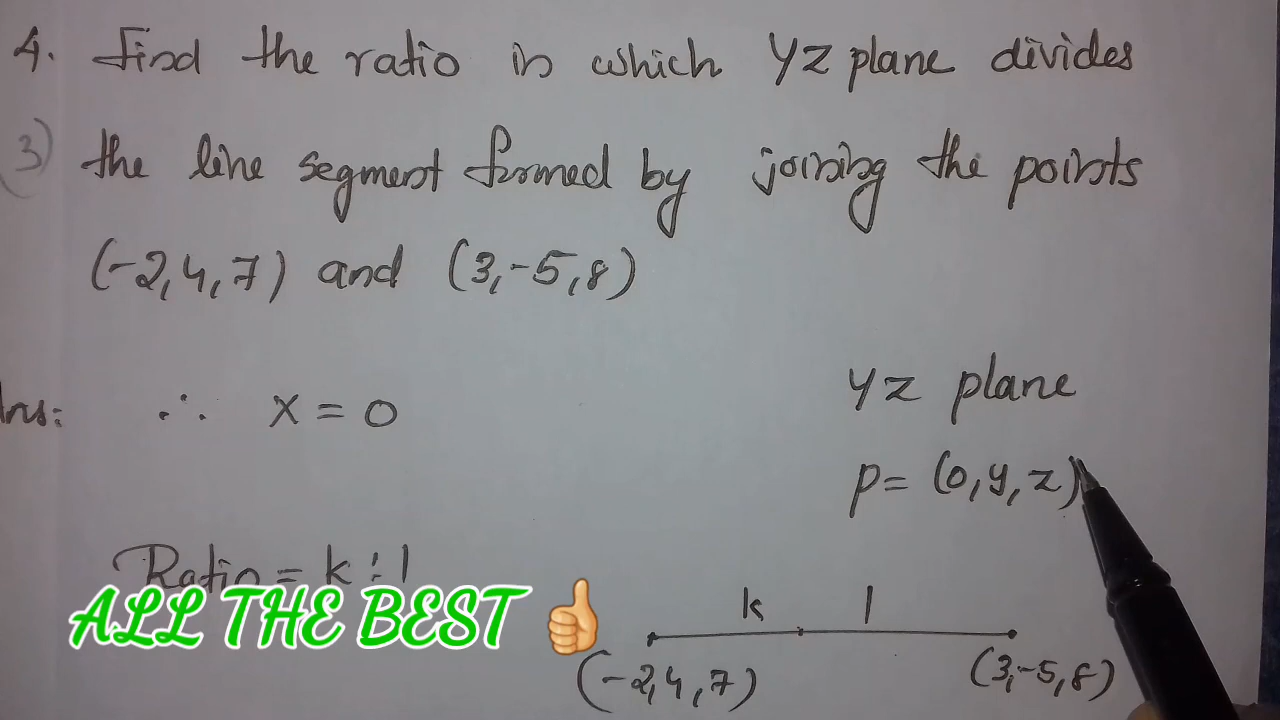 4. Find the ratio in which YZ plane divides
3) the line segment formed by joining the points
(-2,4,7) and (3,-5,8)
Ans: ∴ x = 0
YZ plane
P = (0, y, z)
Ratio = k : 1
ALL THE BEST 👍
k 1
(-2,4,7) (3,-5,8)